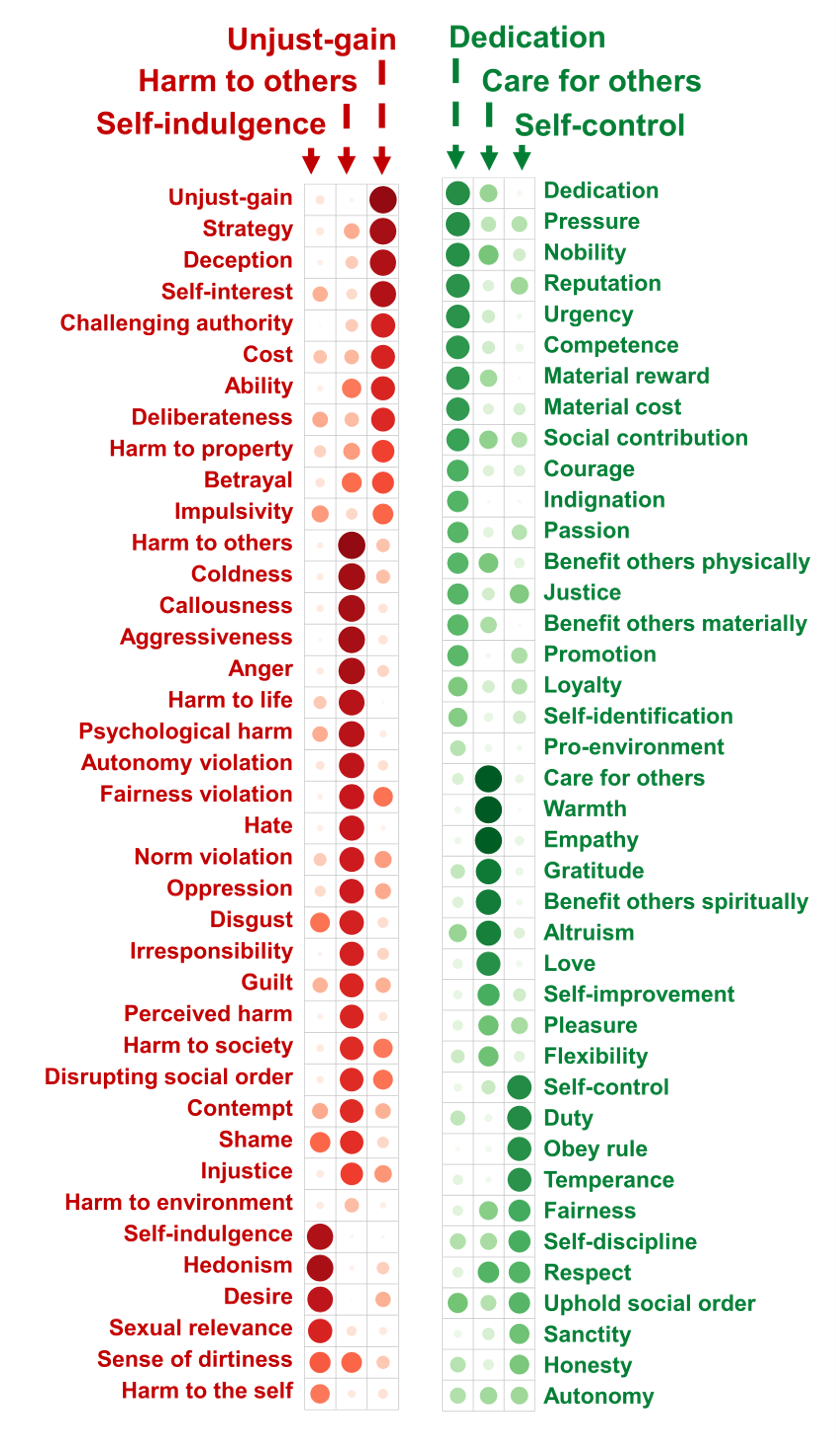 Unjust-gain
Harm to others
Self-indulgence
Unjust-gain
Strategy
Deception
Self-interest
Challenging authority
Cost
Ability
Deliberateness
Harm to property
Betrayal
Impulsivity
Harm to others
Coldness
Callousness
Aggressiveness
Anger
Harm to life
Psychological harm
Autonomy violation
Fairness violation
Hate
Norm violation
Oppression
Disgust
Irresponsibility
Guilt
Perceived harm
Harm to society
Disrupting social order
Contempt
Shame
Injustice
Harm to environment
Self-indulgence
Hedonism
Desire
Sexual relevance
Sense of dirtiness
Harm to the self
Dedication
Care for others
Self-control
Dedication
Pressure
Nobility
Reputation
Urgency
Competence
Material reward
Material cost
Social contribution
Courage
Indignation
Passion
Benefit others physically
Justice
Benefit others materially
Promotion
Loyalty
Self-identification
Pro-environment
Care for others
Warmth
Empathy
Gratitude
Benefit others spiritually
Altruism
Love
Self-improvement
Pleasure
Flexibility
Self-control
Duty
Obey rule
Temperance
Fairness
Self-discipline
Respect
Uphold social order
Sanctity
Honesty
Autonomy